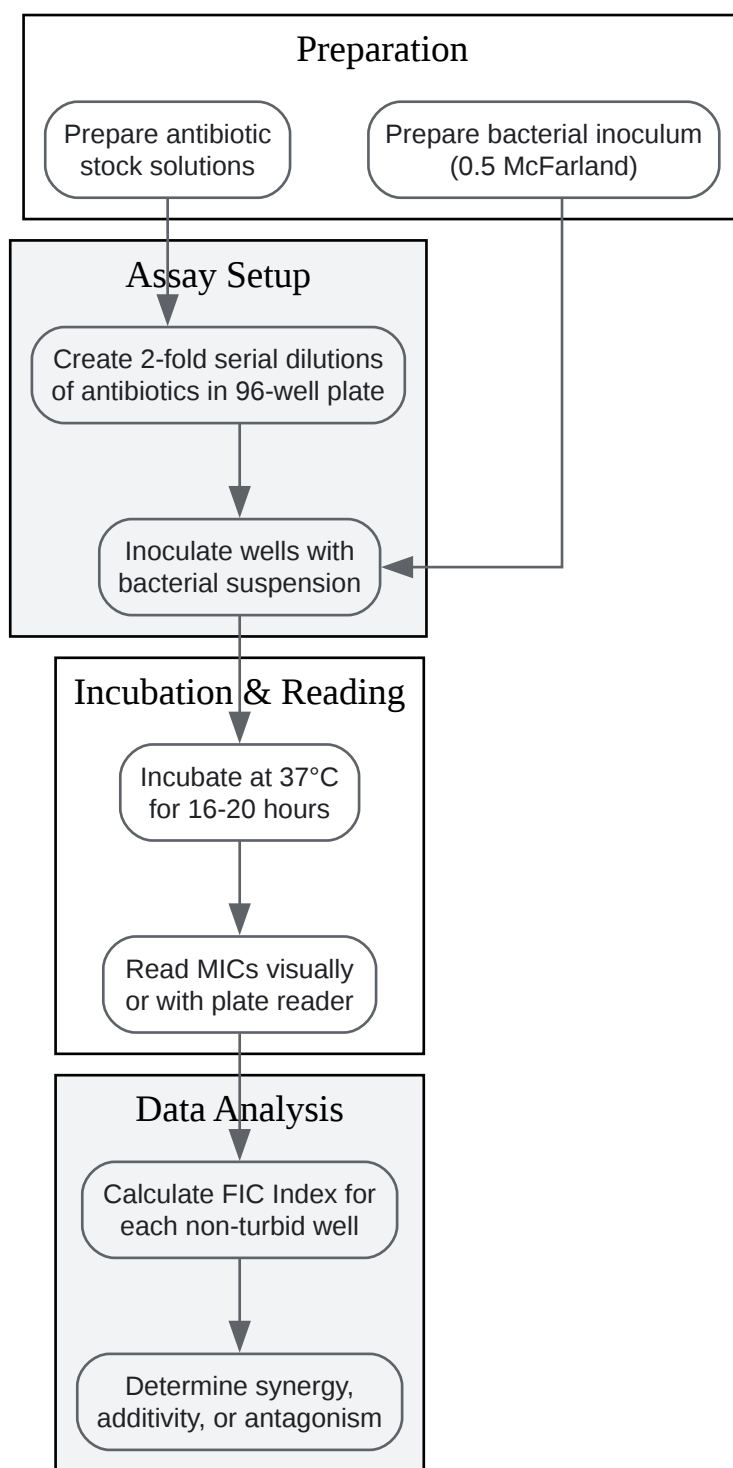 Preparation
Prepare antibiotic
stock solutions
Prepare bacterial inoculum
(0.5 McFarland)
Assay Setup
Create 2-fold serial dilutions
of antibiotics in 96-well plate
Inoculate wells with
bacterial suspension
Incubation & Reading
Incubate at 37°C
for 16-20 hours
Read MICs visually
or with plate reader
Data Analysis
Calculate FIC Index for
each non-turbid well
Determine synergy,
additivity, or antagonism